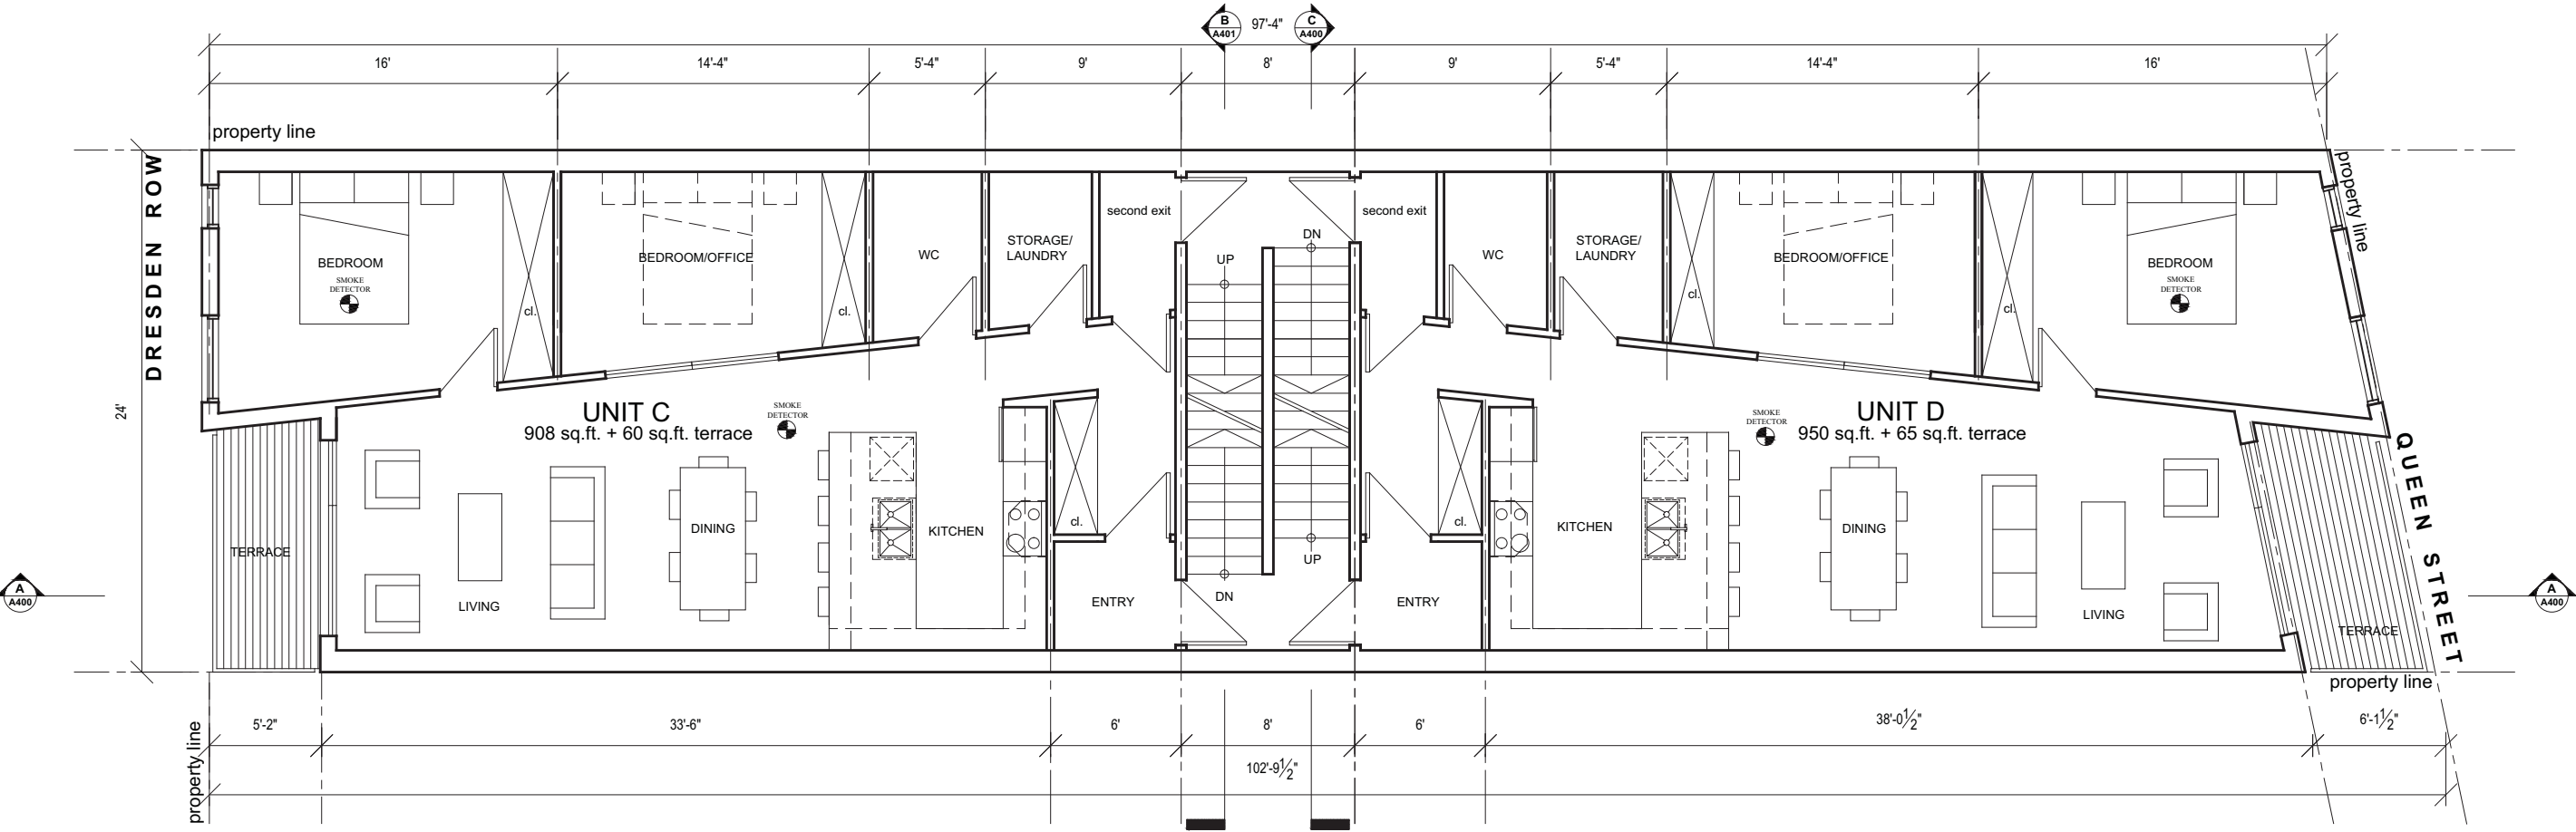 B
A401
97'-4"
C
A400
16'
14'-4"
5'-4"
9'
8'
9'
5'-4"
14'-4"
16'
property line
property line
DRESDEN ROW
24'
BEDROOM
SMOKE
DETECTOR
cl.
BEDROOM/OFFICE
cl.
WC
STORAGE/
LAUNDRY
second exit
UP
DN
second exit
WC
STORAGE/
LAUNDRY
cl.
BEDROOM/OFFICE
cl.
BEDROOM
SMOKE
DETECTOR
UNIT C
908 sq.ft. + 60 sq.ft. terrace
SMOKE
DETECTOR
SMOKE
DETECTOR
UNIT D
950 sq.ft. + 65 sq.ft. terrace
QUEEN STREET
TERRACE
LIVING
DINING
KITCHEN
cl.
ENTRY
DN
UP
ENTRY
cl.
KITCHEN
DINING
LIVING
TERRACE
A
A400
A
A400
property line
property line
5'-2"
33'-6"
6'
8'
6'
38'-0½"
6'-1½"
102'-9½"